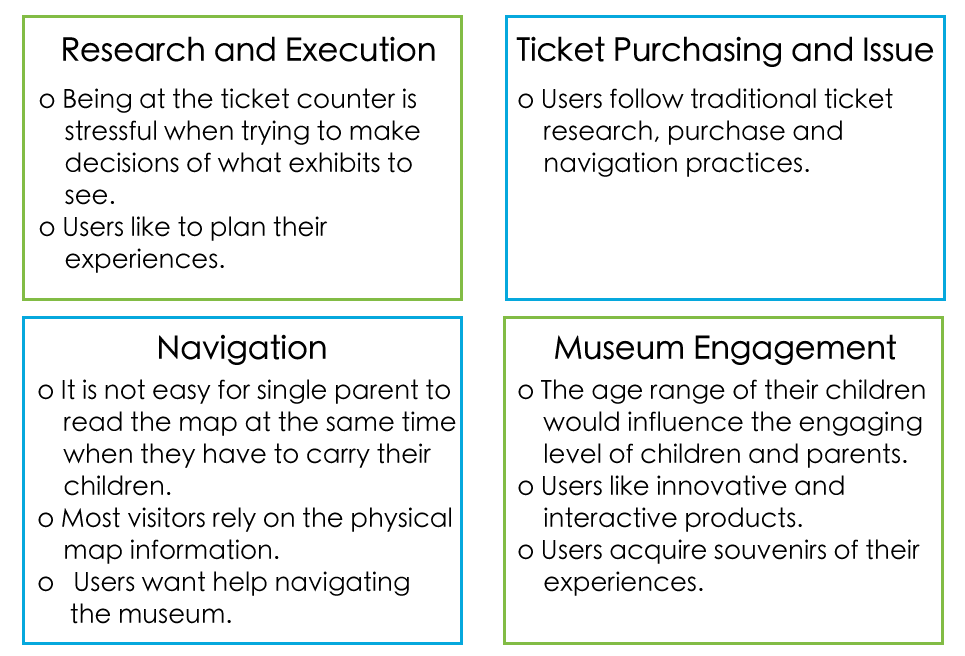 Research and Execution
o Being at the ticket counter is
stressful when trying to make
decisions of what exhibits to
see.
o Users like to plan their
experiences.
Ticket Purchasing and Issue
o Users follow traditional ticket
research, purchase and
navigation practices.
Navigation
o It is not easy for single parent to
read the map at the same time
when they have to carry their
children.
o Most visitors rely on the physical
map information.
o Users want help navigating
the museum.
Museum Engagement
o The age range of their children
would influence the engaging
level of children and parents.
o Users like innovative and
interactive products.
o Users acquire souvenirs of their
experiences.